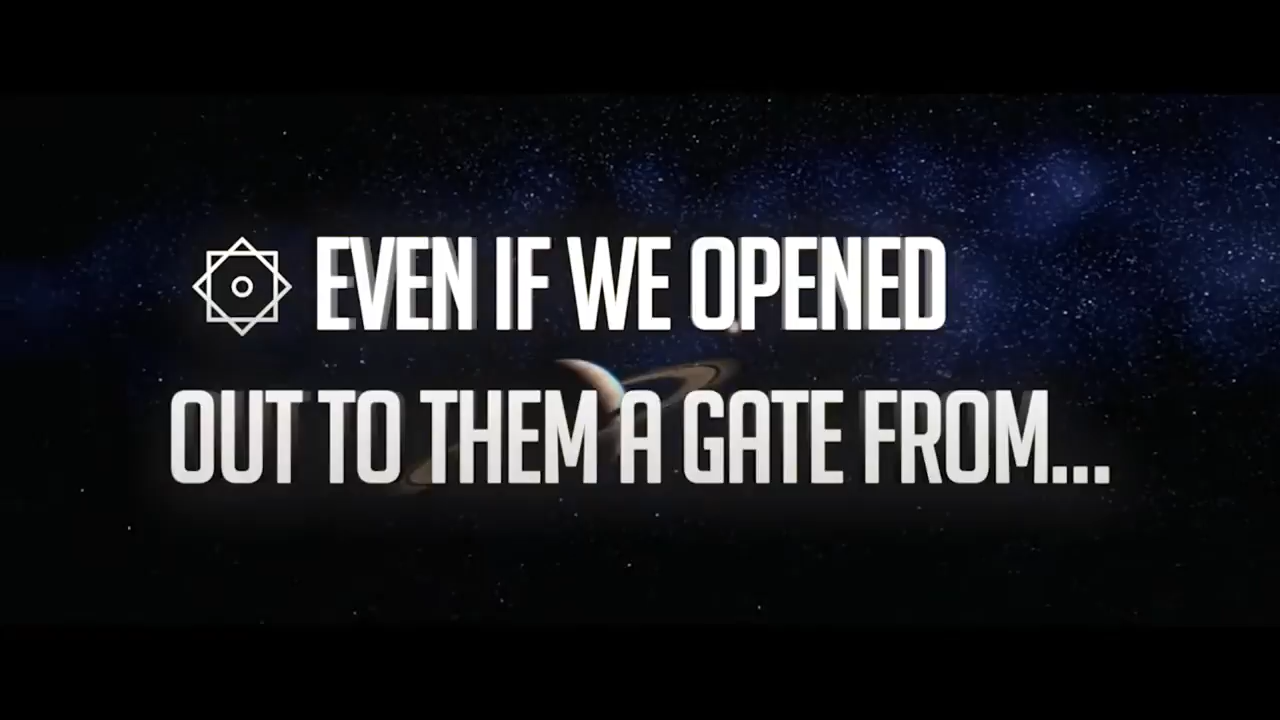 EVEN IF WE OPENED
OUT TO THEM A GATE FROM...